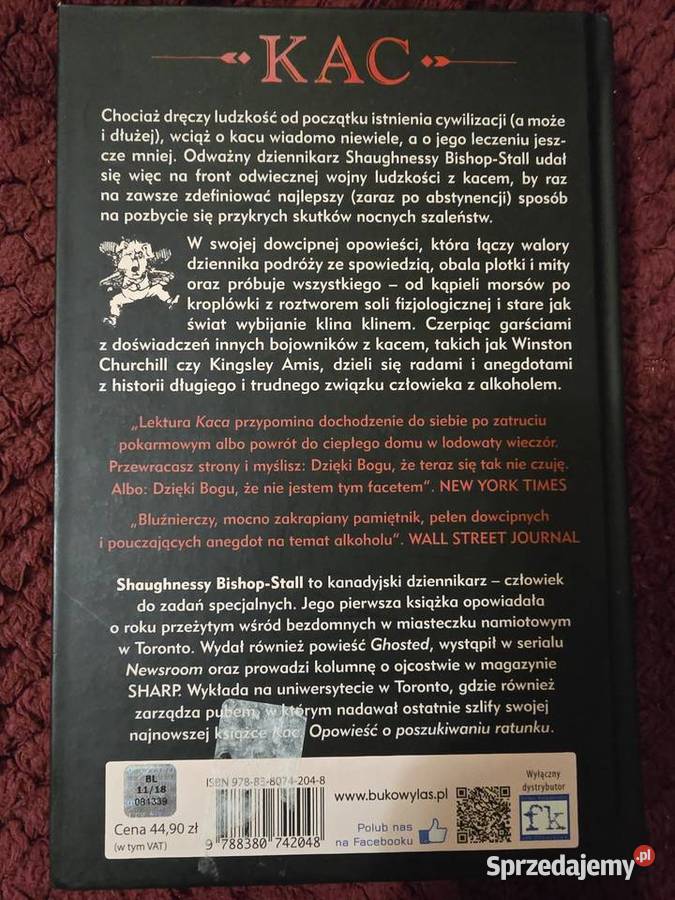 KAC
Chociaż dręczy ludzkość od początku istnienia cywilizacji (a może
i dłużej), wciąż o kacu wiadomo niewiele, a o jego leczeniu jesz-
cze mniej. Odważny dziennikarz Shaughnessy Bishop-Stall udał
się więc na front odwiecznej wojny ludzkości z kacem, by raz
na zawsze zdefiniować najlepszy (zaraz po abstynencji) sposób
na pozbycie się przykrych skutków nocnych szaleństw.
W swojej dowcipnej opowieści, która łączy walory
dziennika podróży ze spowiedzią, obala plotki i mity
oraz próbuje wszystkiego – od kąpieli morsów po
kroplówki z roztworem soli fizjologicznej i stare jak
świat wybijanie klina klinem. Czerpiąc garściami
z doświadczeń innych bojowników z kacem, takich jak Winston
Churchill czy Kingsley Amis, dzieli się radami i anegdotami
z historii długiego i trudnego związku człowieka z alkoholem.
„Lektura Kaca przypomina dochodzenie do siebie po zatruciu
pokarmowym albo powrót do ciepłego domu w lodowaty wieczór.
Przewracasz strony i myślisz: Dzięki Bogu, że teraz się tak nie czuję.
Albo: Dzięki Bogu, że nie jestem tym facetem“. NEW YORK TIMES
„Bluźnierczy, mocno zakrapiany pamiętnik, pełen dowcipnych
i pouczających anegdot na temat alkoholu“. WALL STREET JOURNAL
Shaughnessy Bishop-Stall to kanadyjski dziennikarz – człowiek
do zadań specjalnych. Jego pierwsza książka opowiadała
o roku przeżytym wśród bezdomnych w miasteczku namiotowym
w Toronto. Wydał również powieść Ghosted, wystąpił w serialu
Newsroom oraz prowadzi kolumnę o ojcostwie w magazynie
SHARP. Wykłada na uniwersytecie w Toronto, gdzie również
zarządza pubem, w którym nadawał ostatnie szlify swojej
najnowszej książce Kac. Opowieść o poszukiwaniu ratunku.
BL
11/18
084339
Cena 44,90 zł
(w tym VAT)
ISBN 978-83-8074-204-8
9 788380 742048
www.bukowylas.pl
Polub nas
na Facebooku
Wyłączny
dystrybutor
fk
Sprzedajemy.pl